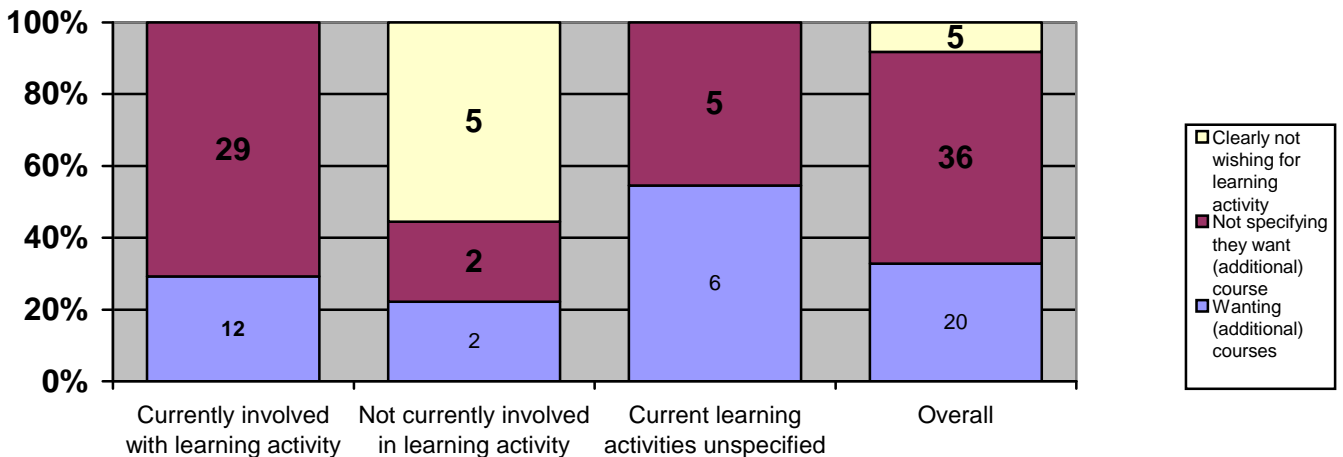 100%
80%
60%
40%
20%
0%
29
12
5
2
2
5
6
5
36
20
Currently involved
with learning activity
Not currently involved
in learning activity
Current learning
activities unspecified
Overall
Clearly not
wishing for
learning
activity
Not specifying
they want
(additional)
course
Wanting
(additional)
courses